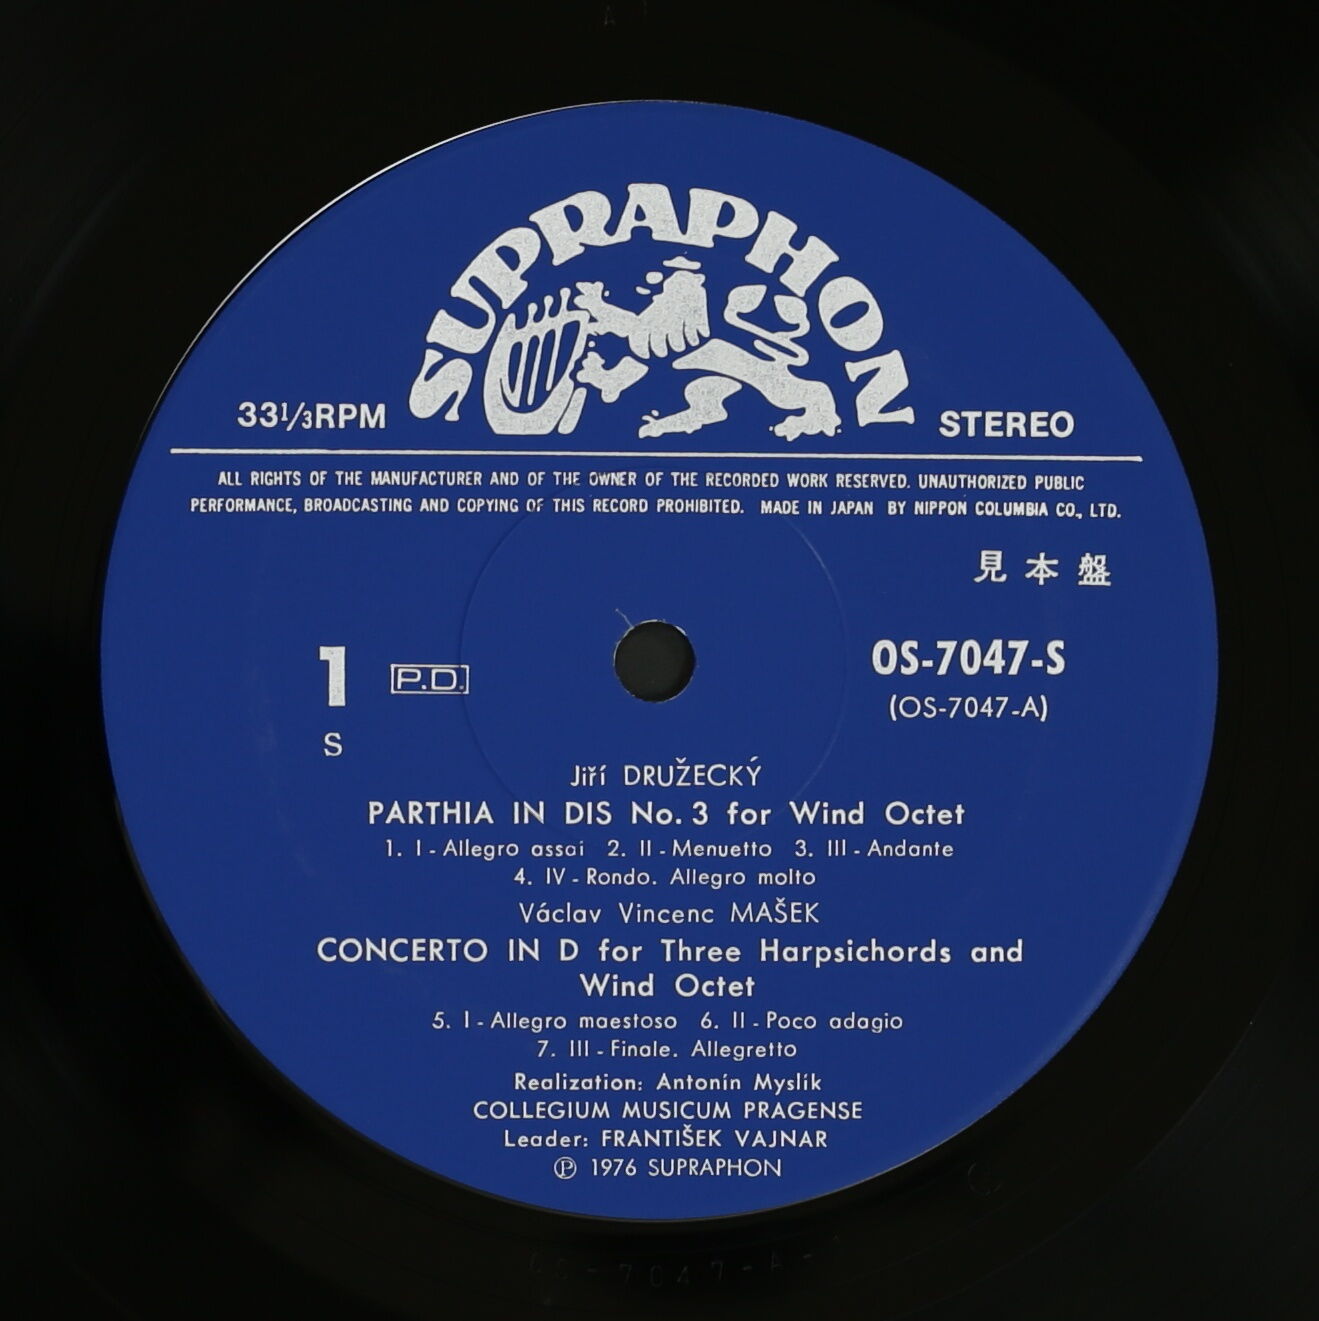 SUPRAPHON
33 1/3 RPM
STEREO
ALL RIGHTS OF THE MANUFACTURER AND OF THE OWNER OF THE RECORDED WORK RESERVED. UNAUTHORIZED PUBLIC
PERFORMANCE, BROADCASTING AND COPYING OF THIS RECORD PROHIBITED. MADE IN JAPAN BY NIPPON COLUMBIA CO., LTD.
見本盤
1 P.D. OS-7047-S
S (OS-7047-A)
Jiří DRUŽECKÝ
PARTHIA IN DIS No. 3 for Wind Octet
1. I - Allegro assai 2. II - Menuetto 3. III - Andante
4. IV - Rondo. Allegro molto
Václav Vincenc MAŠEK
CONCERTO IN D for Three Harpsichords and
Wind Octet
5. I - Allegro maestoso 6. II - Poco adagio
7. III - Finale. Allegretto
Realization: Antonín Myslík
COLLEGIUM MUSICUM PRAGENSE
Leader: FRANTIŠEK VAJNAR
Ⓟ 1976 SUPRAPHON